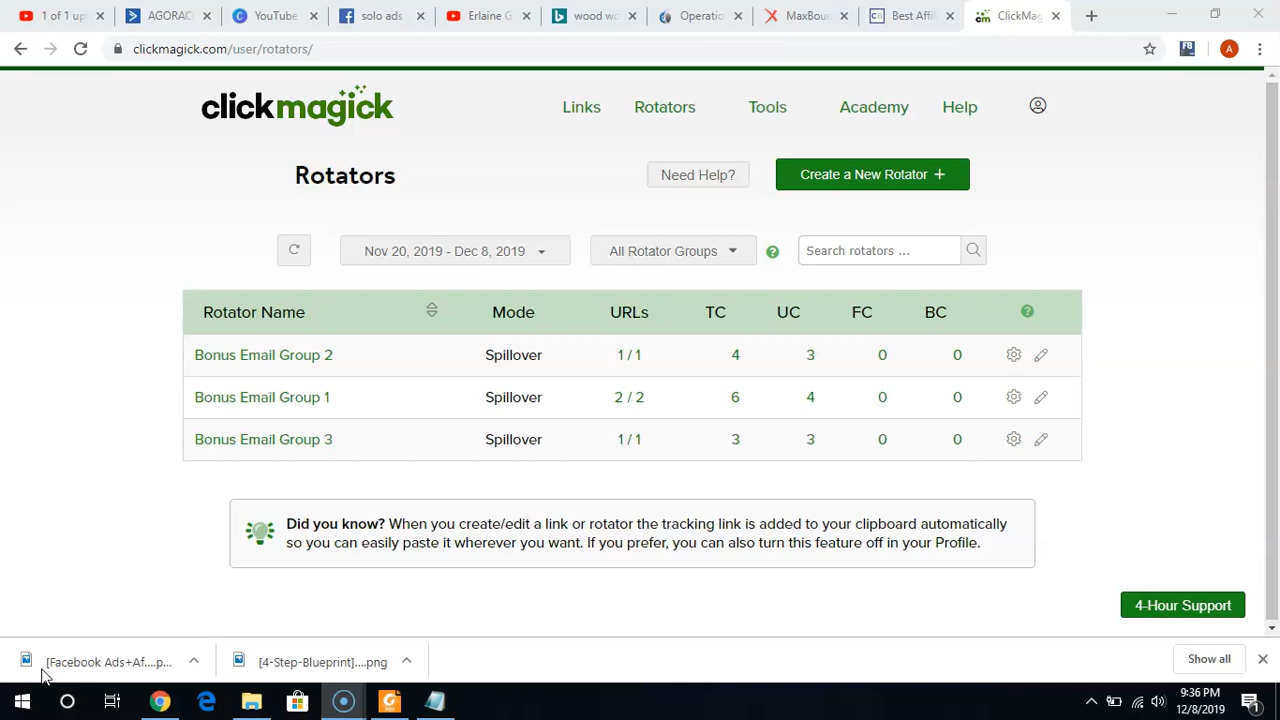 1 of 1 upl
AGORAC
YouTube
solo ads
Erlaine G
wood wo
Operatio
MaxBou
Best Affil
ClickMag
clickmagick.com/user/rotators/
F8
A
clickmagick
Links
Rotators
Tools
Academy
Help
Rotators
Need Help?
Create a New Rotator +
Nov 20, 2019 - Dec 8, 2019
All Rotator Groups
?
Search rotators ...
Rotator Name Mode URLs TC UC FC BC ?
Bonus Email Group 2 Spillover 1 / 1 4 3 0 0
Bonus Email Group 1 Spillover 2 / 2 6 4 0 0
Bonus Email Group 3 Spillover 1 / 1 3 3 0 0
Did you know? When you create/edit a link or rotator the tracking link is added to your clipboard automatically
so you can easily paste it wherever you want. If you prefer, you can also turn this feature off in your Profile.
4-Hour Support
[Facebook Ads+Af....p...
[4-Step-Blueprint]....png
Show all
9:36 PM
12/8/2019
1